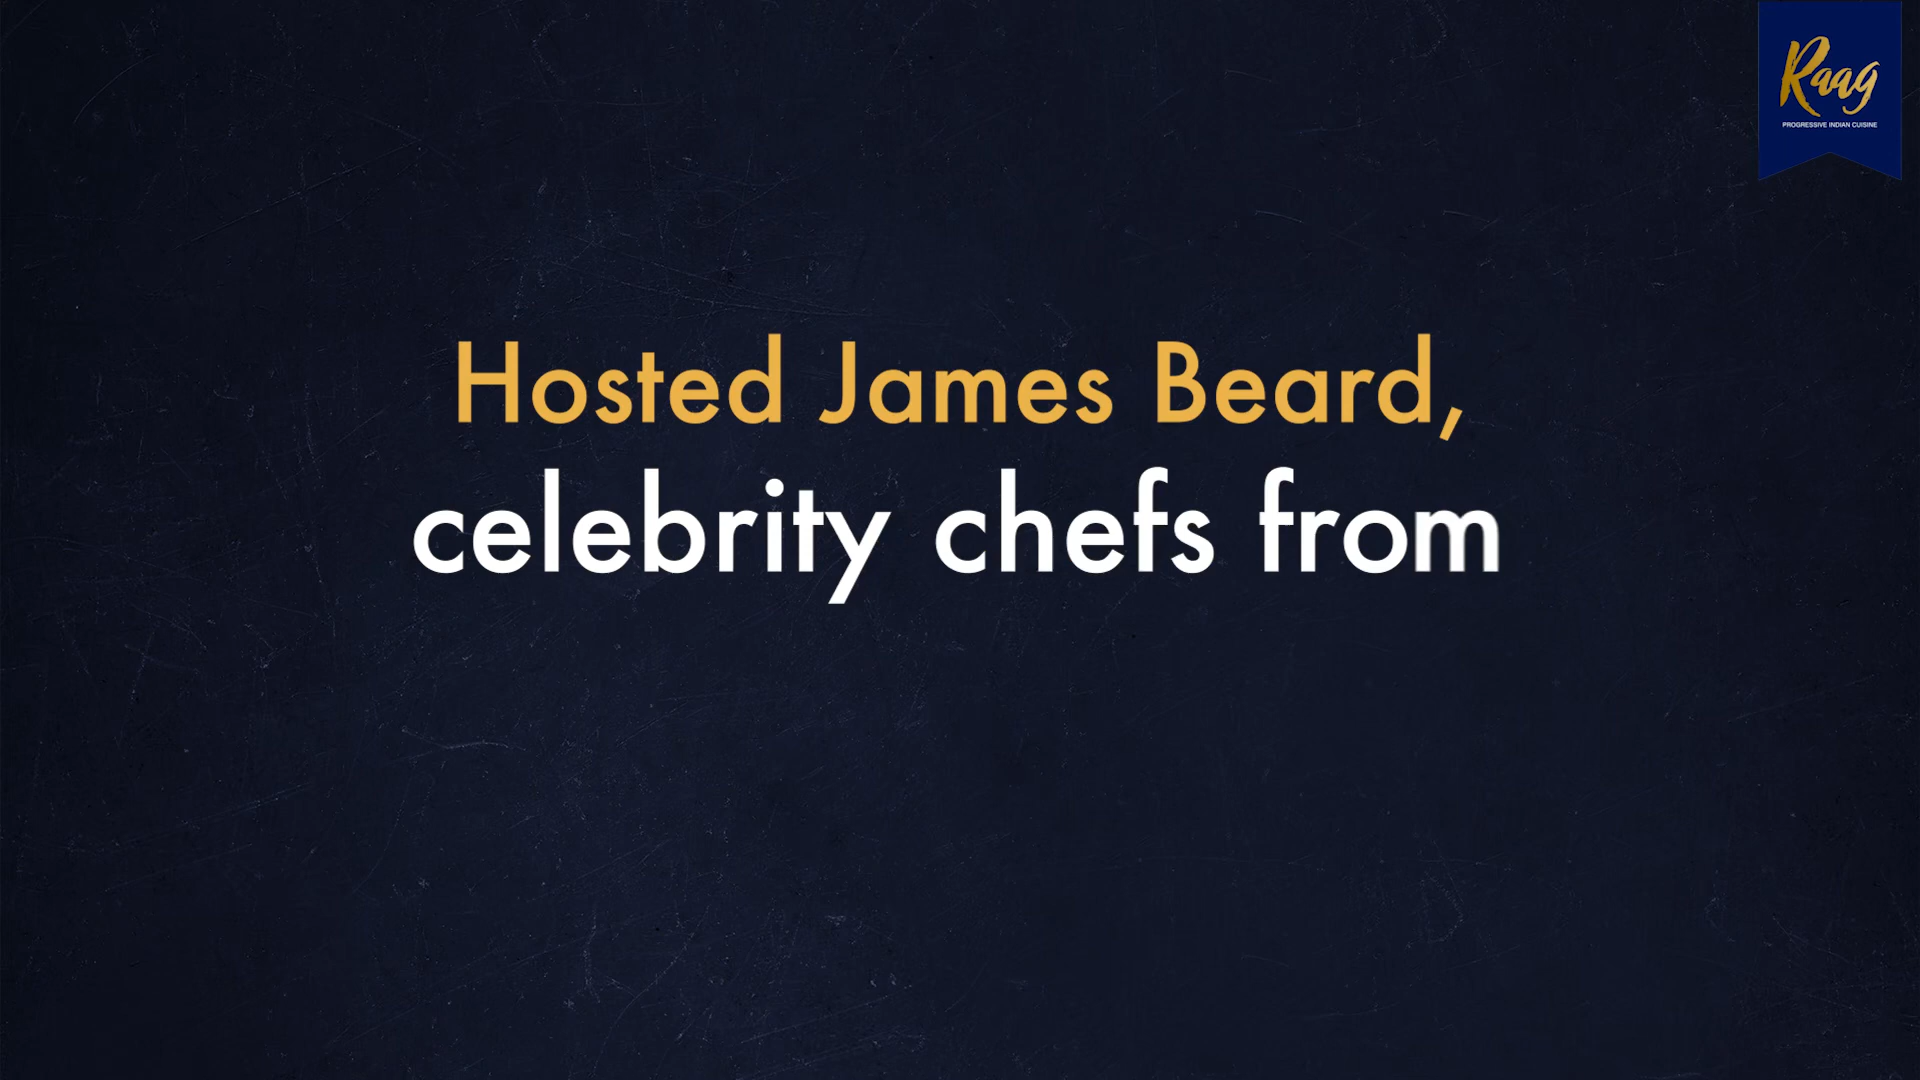 Raag
PROGRESSIVE INDIAN CUISINE
Hosted James Beard,
celebrity chefs from